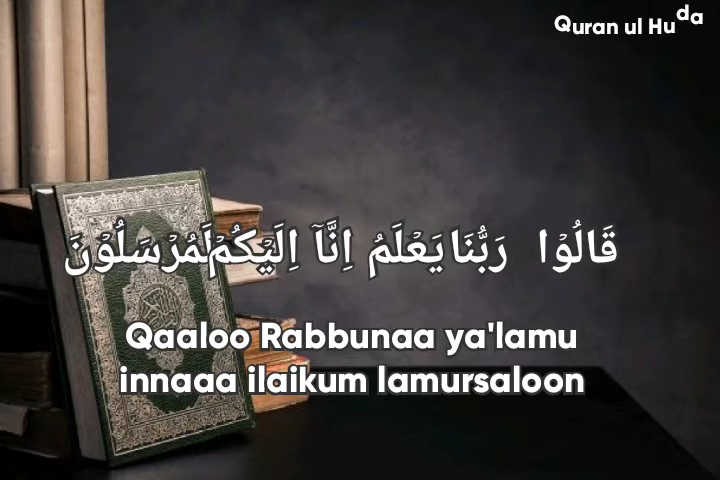 Quran ul Huda
قَالُوْا رَبُّنَا يَعْلَمُ اِنَّآ اِلَيْكُمْ لَمُرْسَلُوْنَ
Qaaloo Rabbunaa ya'lamu
innaaa ilaikum lamursaloon